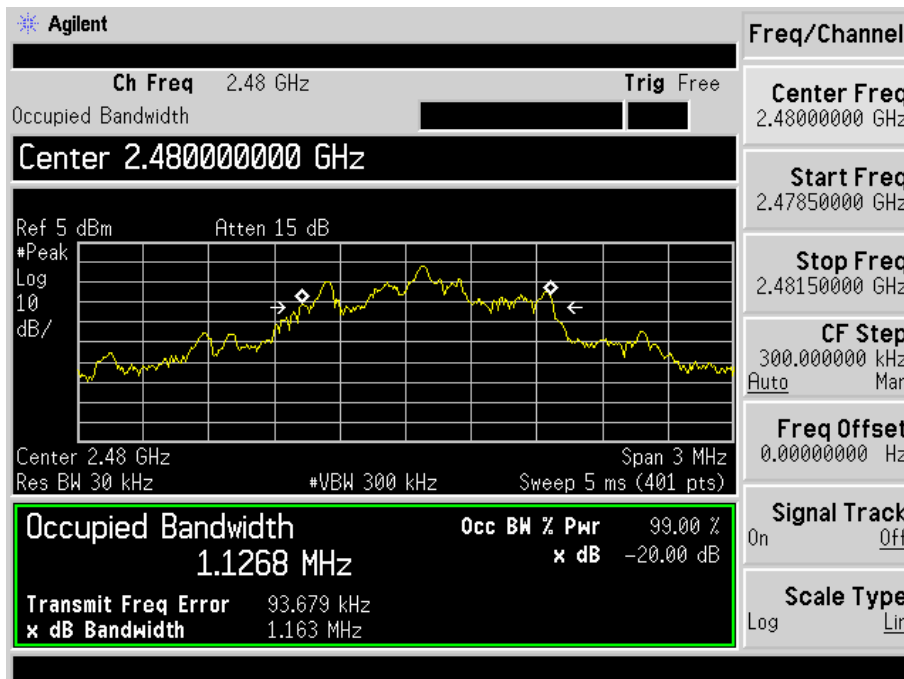 Agilent
Freq/Channel
Ch Freq 2.48 GHz Trig Free
Occupied Bandwidth
Center 2.480000000 GHz
Ref 5 dBm Atten 15 dB
#Peak
Log
10
dB/
Center 2.48 GHz Span 3 MHz
Res BW 30 kHz #VBW 300 kHz Sweep 5 ms (401 pts)
Occupied Bandwidth
1.1268 MHz
Occ BW % Pwr 99.00 %
x dB -20.00 dB
Transmit Freq Error 93.679 kHz
x dB Bandwidth 1.163 MHz
Center Freq
2.48000000 GHz
Start Freq
2.47850000 GHz
Stop Freq
2.48150000 GHz
CF Step
300.000000 kHz
Auto Man
Freq Offset
0.00000000 Hz
Signal Track
On Off
Scale Type
Log Lin